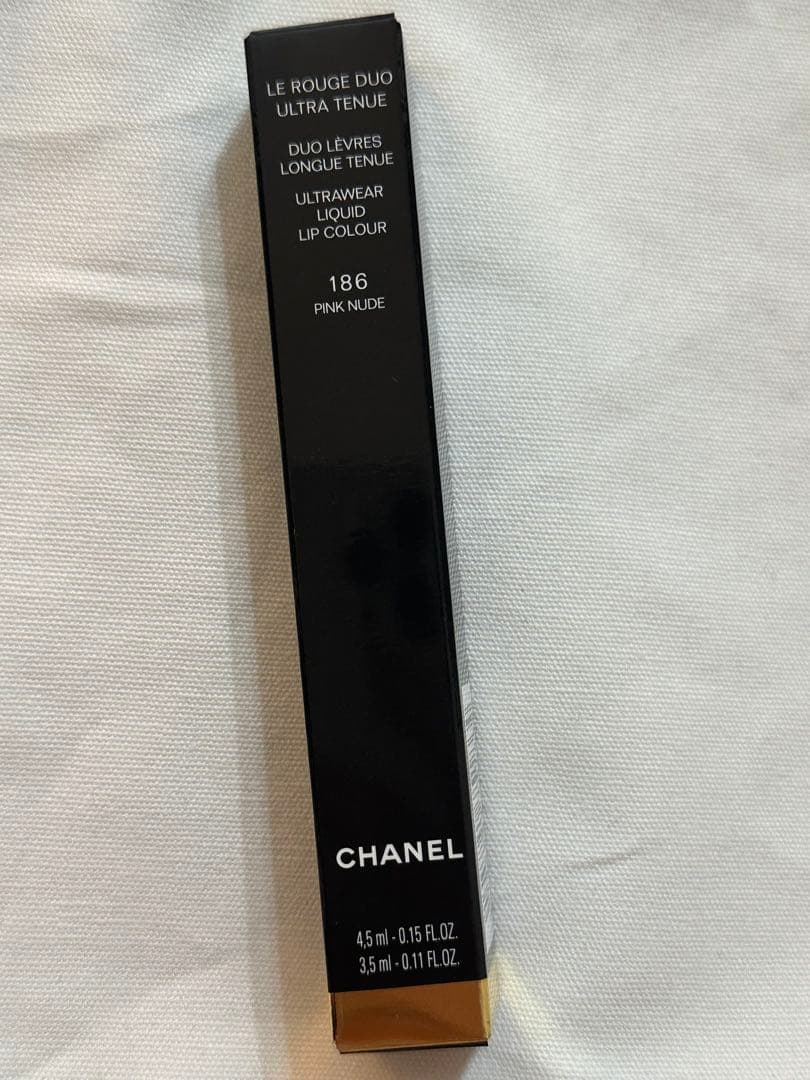 LE ROUGE DUO
ULTRA TENUE
DUO LÈVRES
LONGUE TENUE
ULTRAWEAR
LIQUID
LIP COLOUR
186
PINK NUDE
CHANEL
4,5 ml - 0.15 FL.OZ.
3,5 ml - 0.11 FL.OZ.